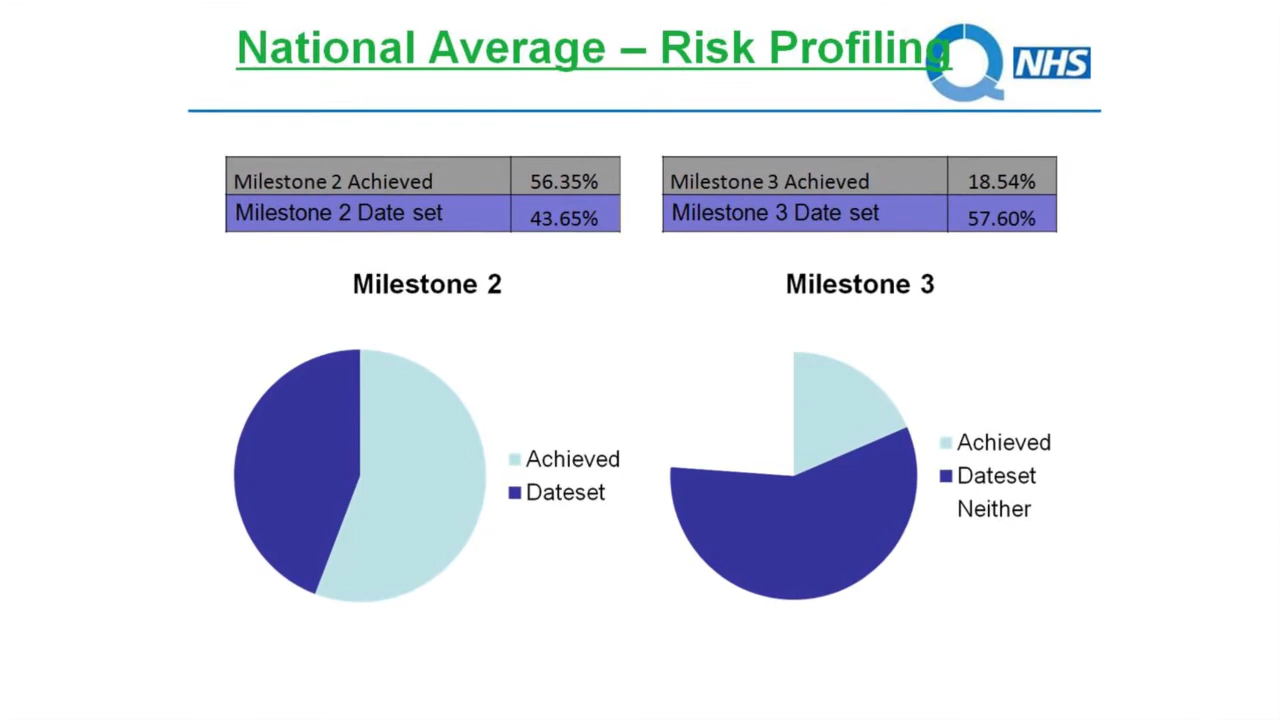 National Average – Risk Profiling
NHS
Milestone 2 Achieved 56.35%
Milestone 2 Date set 43.65%
Milestone 3 Achieved 18.54%
Milestone 3 Date set 57.60%
Milestone 2
Achieved
Dateset
Milestone 3
Achieved
Dateset
Neither